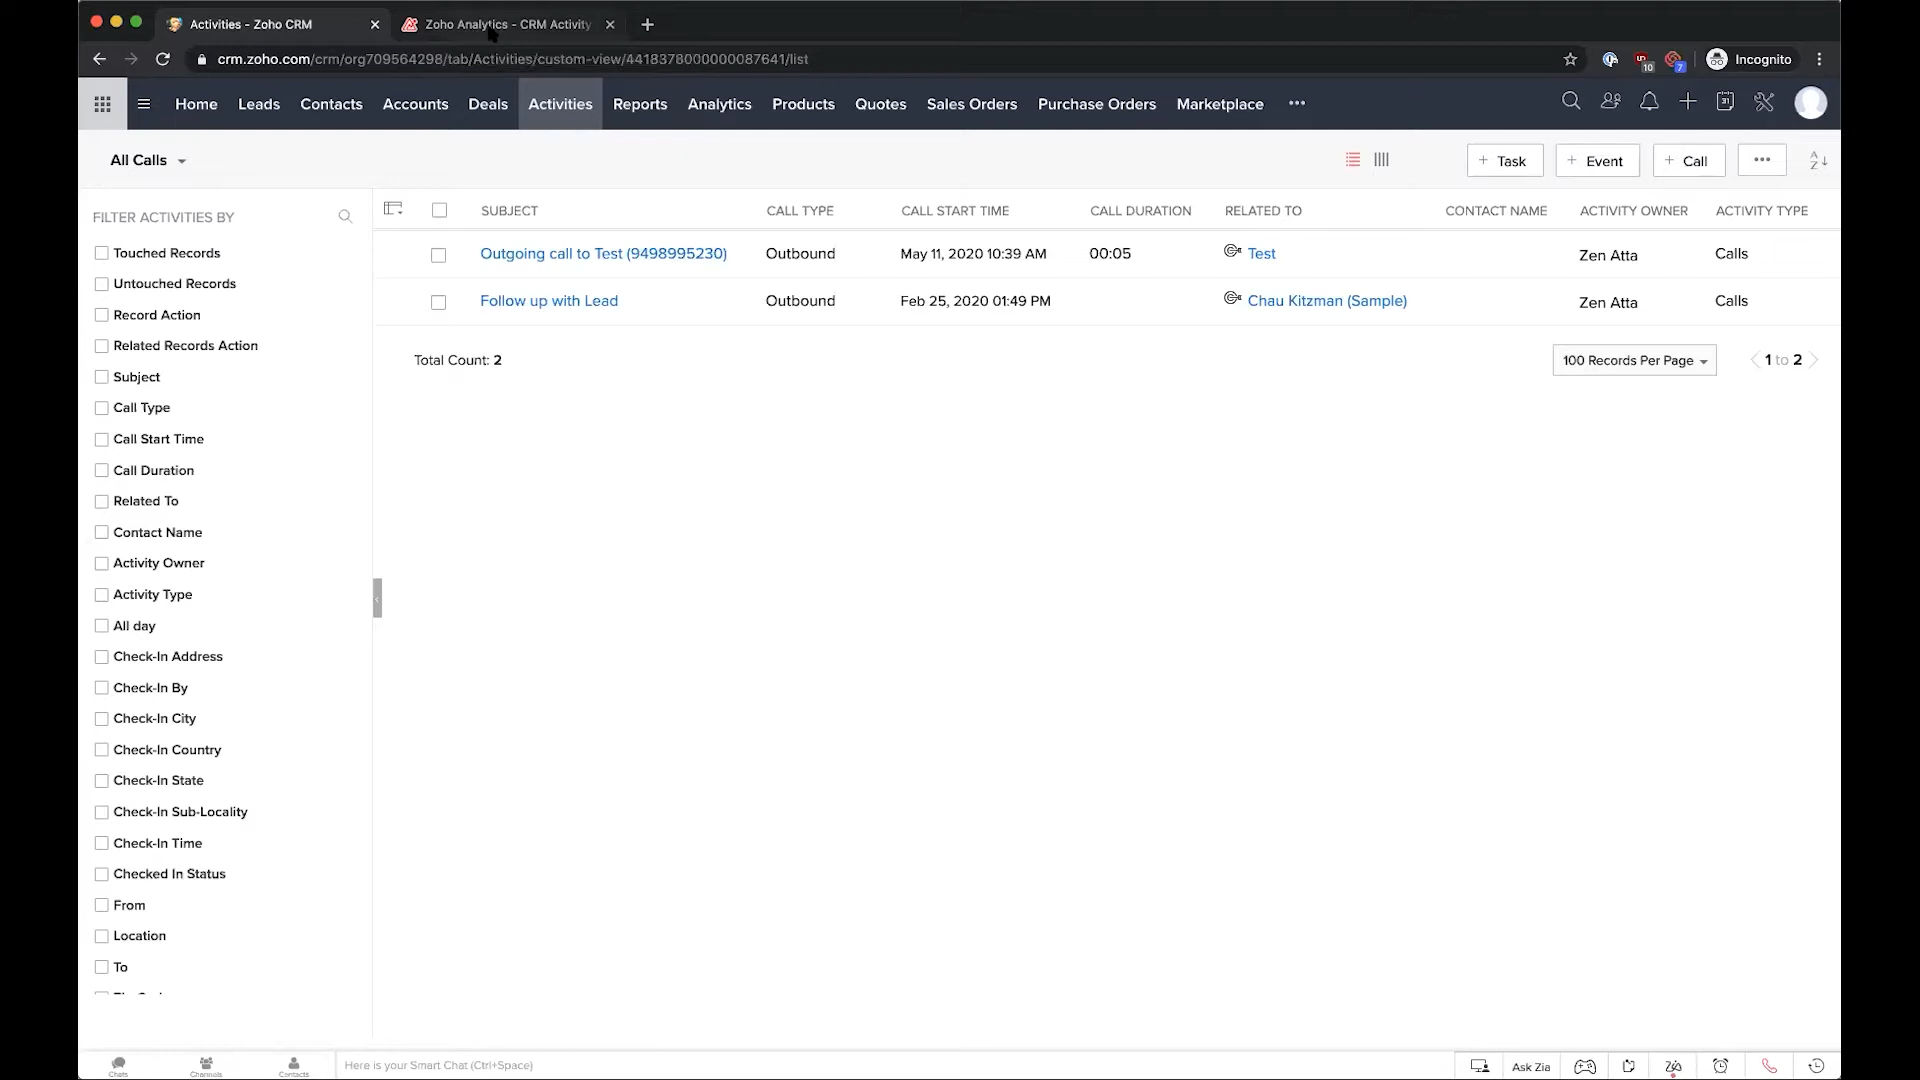 Activities - Zoho CRM
Zoho Analytics - CRM Activity
crm.zoho.com/crm/org709564298/tab/Activities/custom-view/4418378000000087641/list
10
7
Incognito
Home Leads Contacts Accounts Deals Activities Reports Analytics Products Quotes Sales Orders Purchase Orders Marketplace •••
31
All Calls
+ Task
+ Event
+ Call
•••
A
Z
FILTER ACTIVITIES BY
SUBJECT CALL TYPE CALL START TIME CALL DURATION RELATED TO CONTACT NAME ACTIVITY OWNER ACTIVITY TYPE
Outgoing call to Test (9498995230) Outbound May 11, 2020 10:39 AM 00:05 Test Zen Atta Calls
Follow up with Lead Outbound Feb 25, 2020 01:49 PM Chau Kitzman (Sample) Zen Atta Calls
Total Count: 2
100 Records Per Page
1 to 2
Touched Records
Untouched Records
Record Action
Related Records Action
Subject
Call Type
Call Start Time
Call Duration
Related To
Contact Name
Activity Owner
Activity Type
All day
Check-In Address
Check-In By
Check-In City
Check-In Country
Check-In State
Check-In Sub-Locality
Check-In Time
Checked In Status
From
Location
To
Chats
Channels
Contacts
Here is your Smart Chat (Ctrl+Space)
Ask Zia